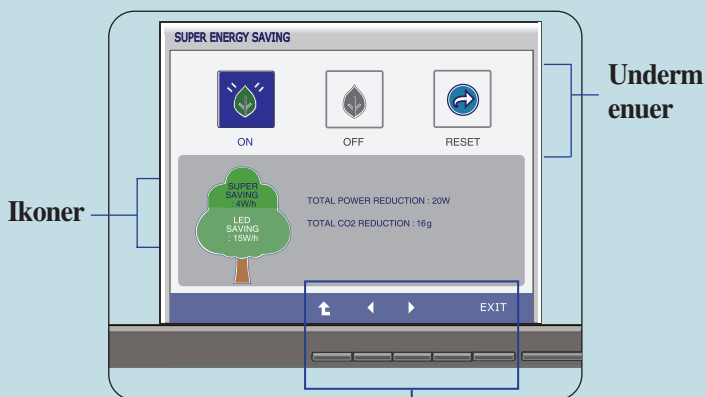 SUPER ENERGY SAVING
ON
OFF
RESET
Underm
enuer
Ikoner
SUPER
SAVING
: 4W/h
LED
SAVING
: 15W/h
TOTAL POWER REDUCTION : 20W
TOTAL CO2 REDUCTION : 16g
EXIT